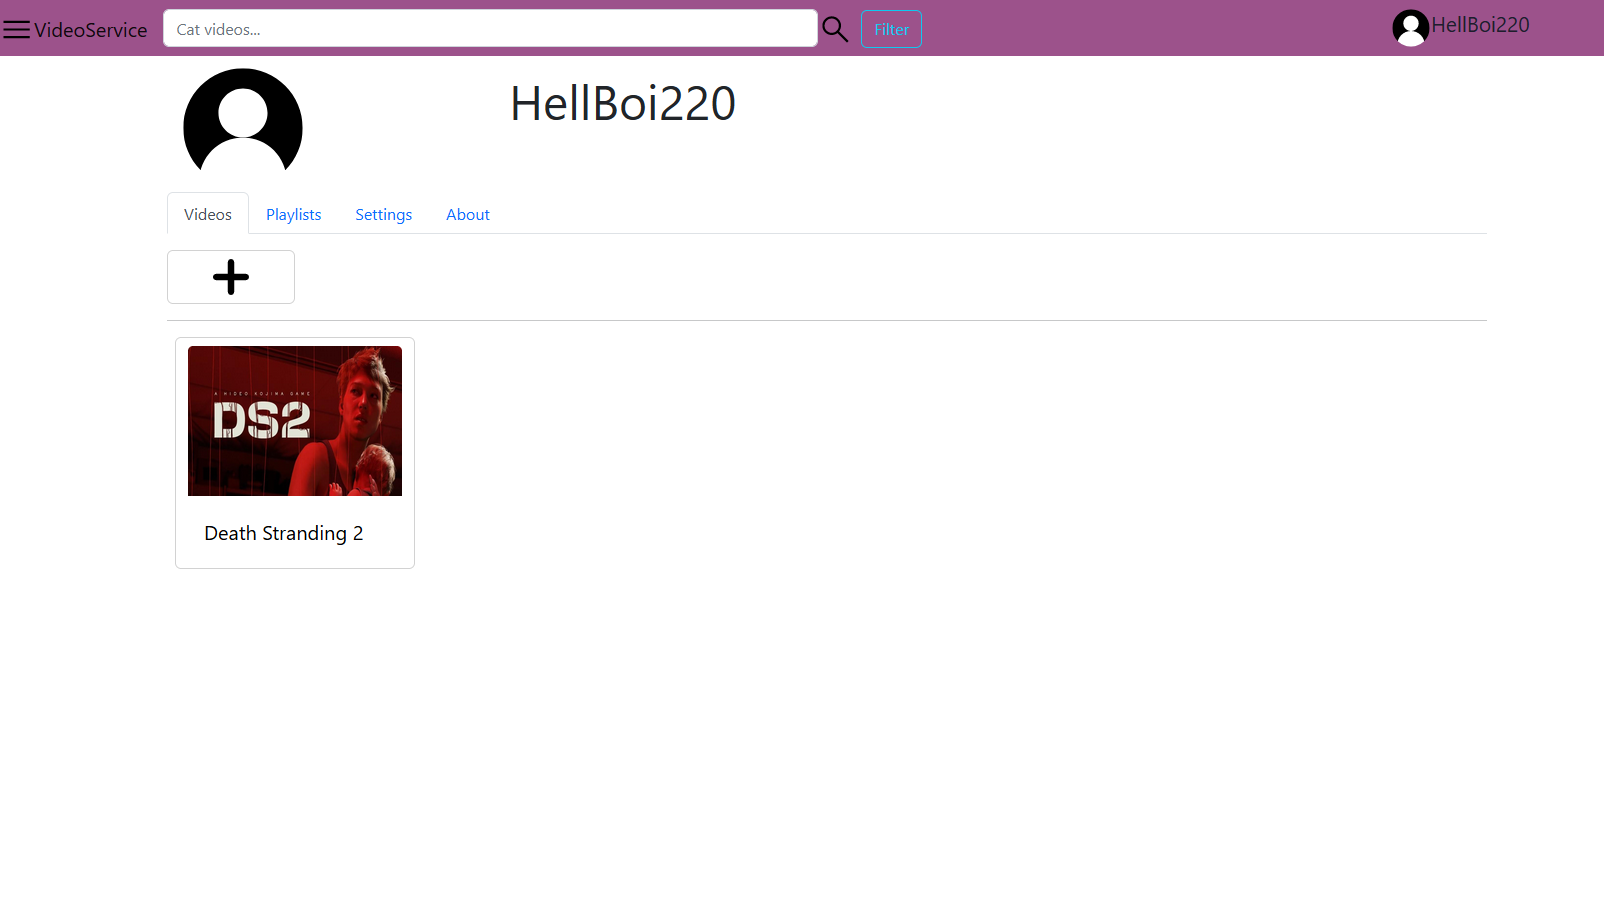 VideoService
Cat videos...
Filter
HellBoi220
HellBoi220
Videos
Playlists
Settings
About
A HIDEO KOJIMA GAME
DS2
Death Stranding 2